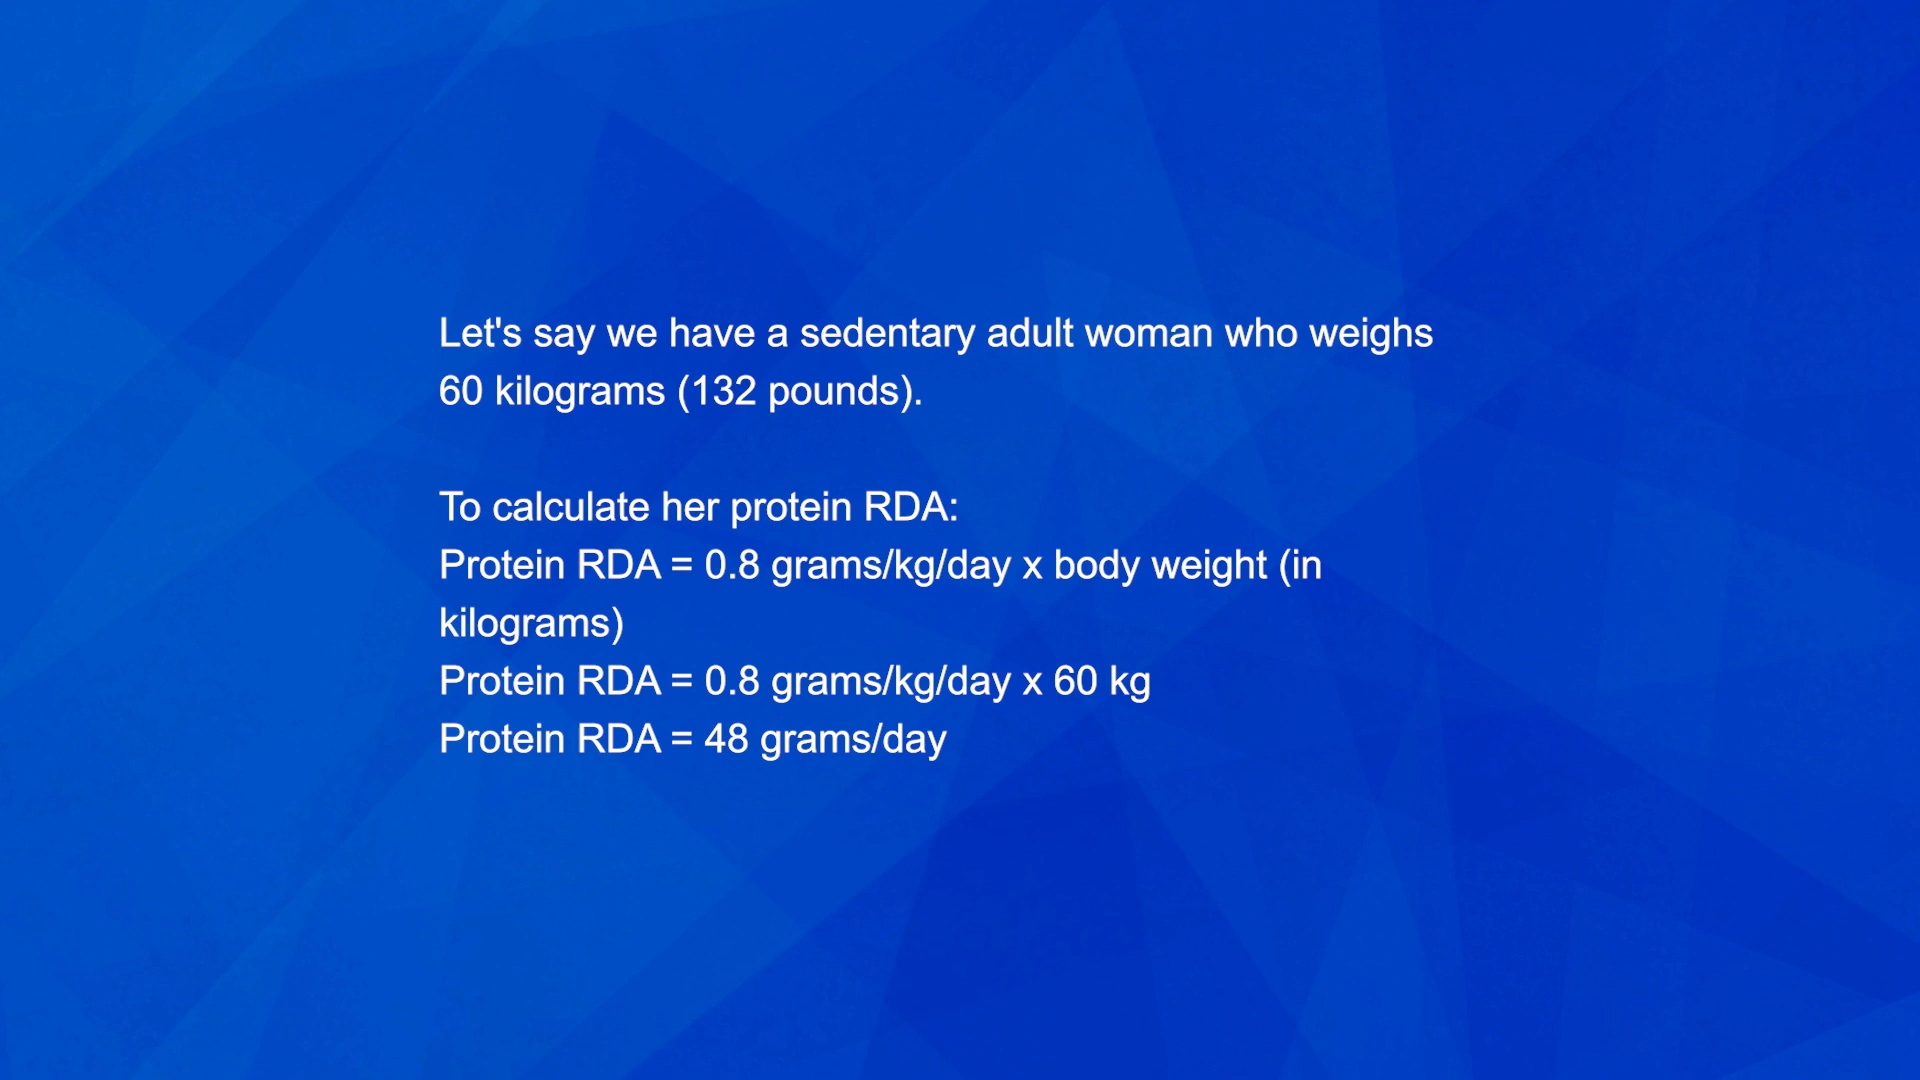 Let's say we have a sedentary adult woman who weighs
60 kilograms (132 pounds).
To calculate her protein RDA:
Protein RDA = 0.8 grams/kg/day x body weight (in
kilograms)
Protein RDA = 0.8 grams/kg/day x 60 kg
Protein RDA = 48 grams/day